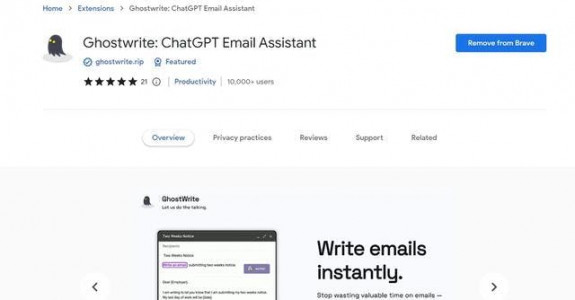 Home > Extensions > Ghostwrite: ChatGPT Email Assistant
Ghostwrite: ChatGPT Email Assistant
Remove from Brave
ghostwrite.rip Featured
21 Productivity 10,000+ users
Overview Privacy practices Reviews Support Related
GhostWrite
Let us do the talking.
Two Weeks Notice
Recipients
Two Weeks Notice
Write an email submitting two weeks notice
Write emails
instantly.
Dear [Employer],
Stop wasting valuable time on emails —
I am writing to let you know that I am submitting my two weeks notice.
My last day of work will be [Date].